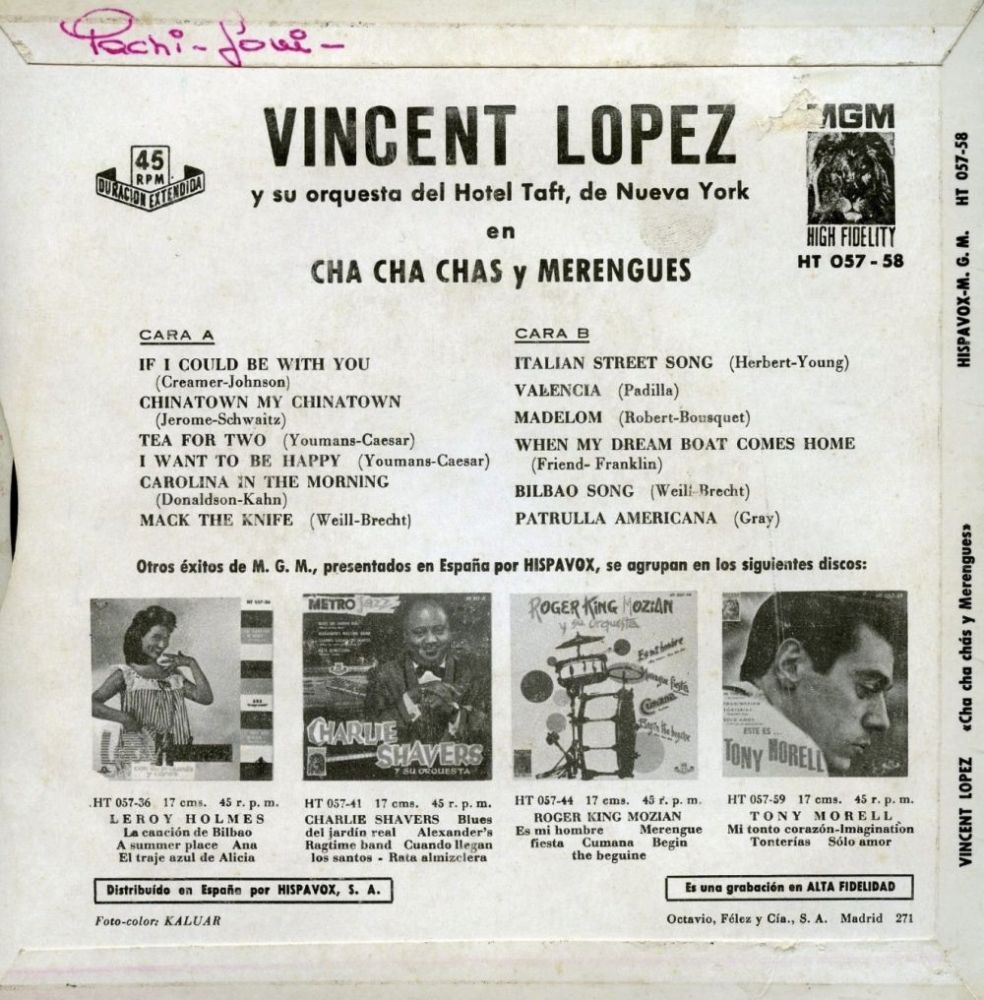 Pachi - Loui -
VINCENT LOPEZ
y su orquesta del Hotel Taft, de Nueva York
en
CHA CHA CHAS y MERENGUES
45
RPM
DURACION EXTENDIDA
MGM
HIGH FIDELITY
HT 057 - 58
CARA A
IF I COULD BE WITH YOU
(Creamer-Johnson)
CHINATOWN MY CHINATOWN
(Jerome-Schwaitz)
TEA FOR TWO (Youmans-Caesar)
I WANT TO BE HAPPY (Youmans-Caesar)
CAROLINA IN THE MORNING
(Donaldson-Kahn)
MACK THE KNIFE (Weill-Brecht)
CARA B
ITALIAN STREET SONG (Herbert-Young)
VALENCIA (Padilla)
MADELOM (Robert-Bousquet)
WHEN MY DREAM BOAT COMES HOME
(Friend- Franklin)
BILBAO SONG (Weill-Brecht)
PATRULLA AMERICANA (Gray)
Otros éxitos de M. G. M., presentados en España por HISPAVOX, se agrupan en los siguientes discos:
METRO Jazz
CHARLIE
SHAVERS
Y SU ORQUESTA
ROGER KING MOZIAN
y su orquesta
Es mi hombre
Merengue fiesta
Cumana
Begin the beguine
ESTE ES...
TONY MORELL
HT 057-36 17 cms. 45 r. p. m.
LEROY HOLMES
La canción de Bilbao
A summer place Ana
El traje azul de Alicia
HT 057-41 17 cms. 45 r. p. m.
CHARLIE SHAVERS Blues
del jardín real Alexander's
Ragtime band Cuando llegan
los santos - Rata almizclera
HT 057-44 17 cms. 45 r. p. m.
ROGER KING MOZIAN
Es mi hombre Merengue
fiesta Cumana Begin
the beguine
HT 057-59 17 cms. 45 r. p. m.
TONY MORELL
Mi tonto corazón-Imagination
Tonterías Sólo amor
Distribuído en España por HISPAVOX, S. A.
Es una grabación en ALTA FIDELIDAD
Foto-color: KALUAR
Octavio, Félez y Cía., S. A. Madrid 271
VINCENT LOPEZ «Cha cha chás y Merengues» HISPAVOX-M. G. M. HT 057-58